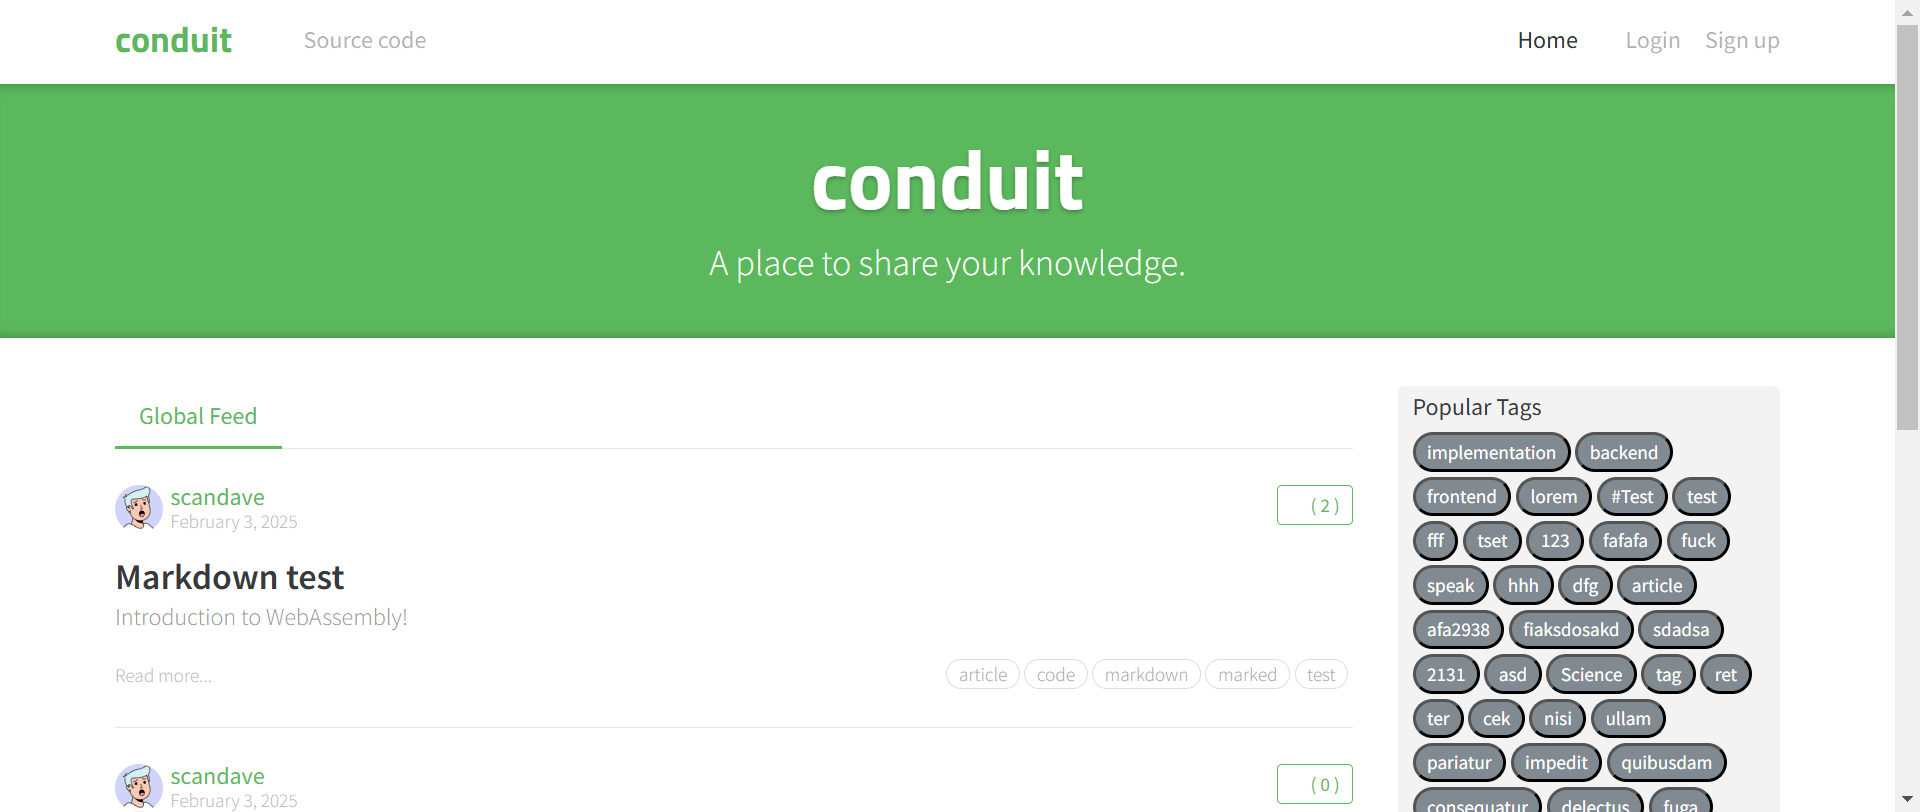 conduit Source code Home Login Sign up
conduit
A place to share your knowledge.
Global Feed
scandave
February 3, 2025
( 2 )
Markdown test
Introduction to WebAssembly!
Read more...
article code markdown marked test
scandave
February 3, 2025
( 0 )
Popular Tags
implementation backend
frontend lorem #Test test
fff tset 123 fafafa fuck
speak hhh dfg article
afa2938 fiaksdosakd sdadsa
2131 asd Science tag ret
ter cek nisi ullam
pariatur impedit quibusdam
consequatur delectus fuga